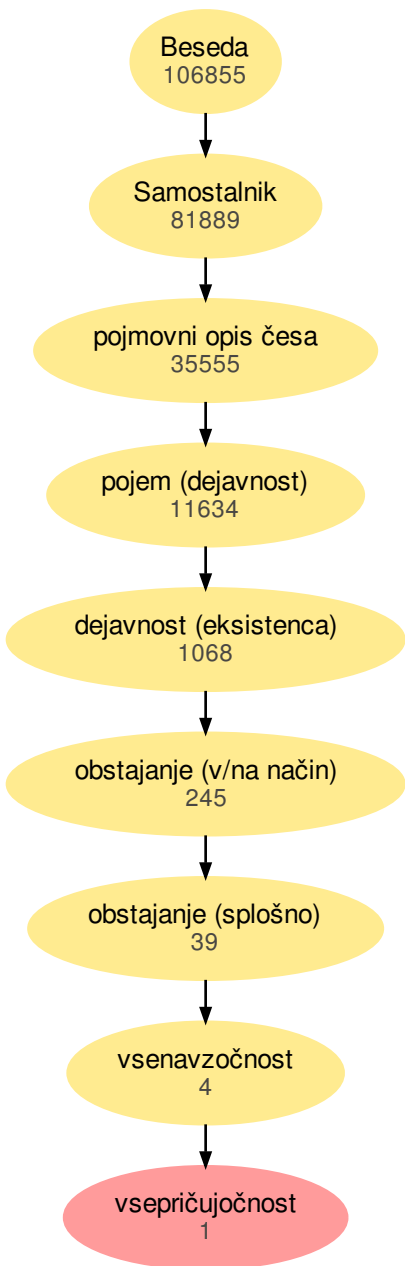 Beseda
106855
Samostalnik
81889
pojmovni opis česa
35555
pojem (dejavnost)
11634
dejavnost (eksistenca)
1068
obstajanje (v/na način)
245
obstajanje (splošno)
39
vsenavzočnost
4
vsepričujočnost
1